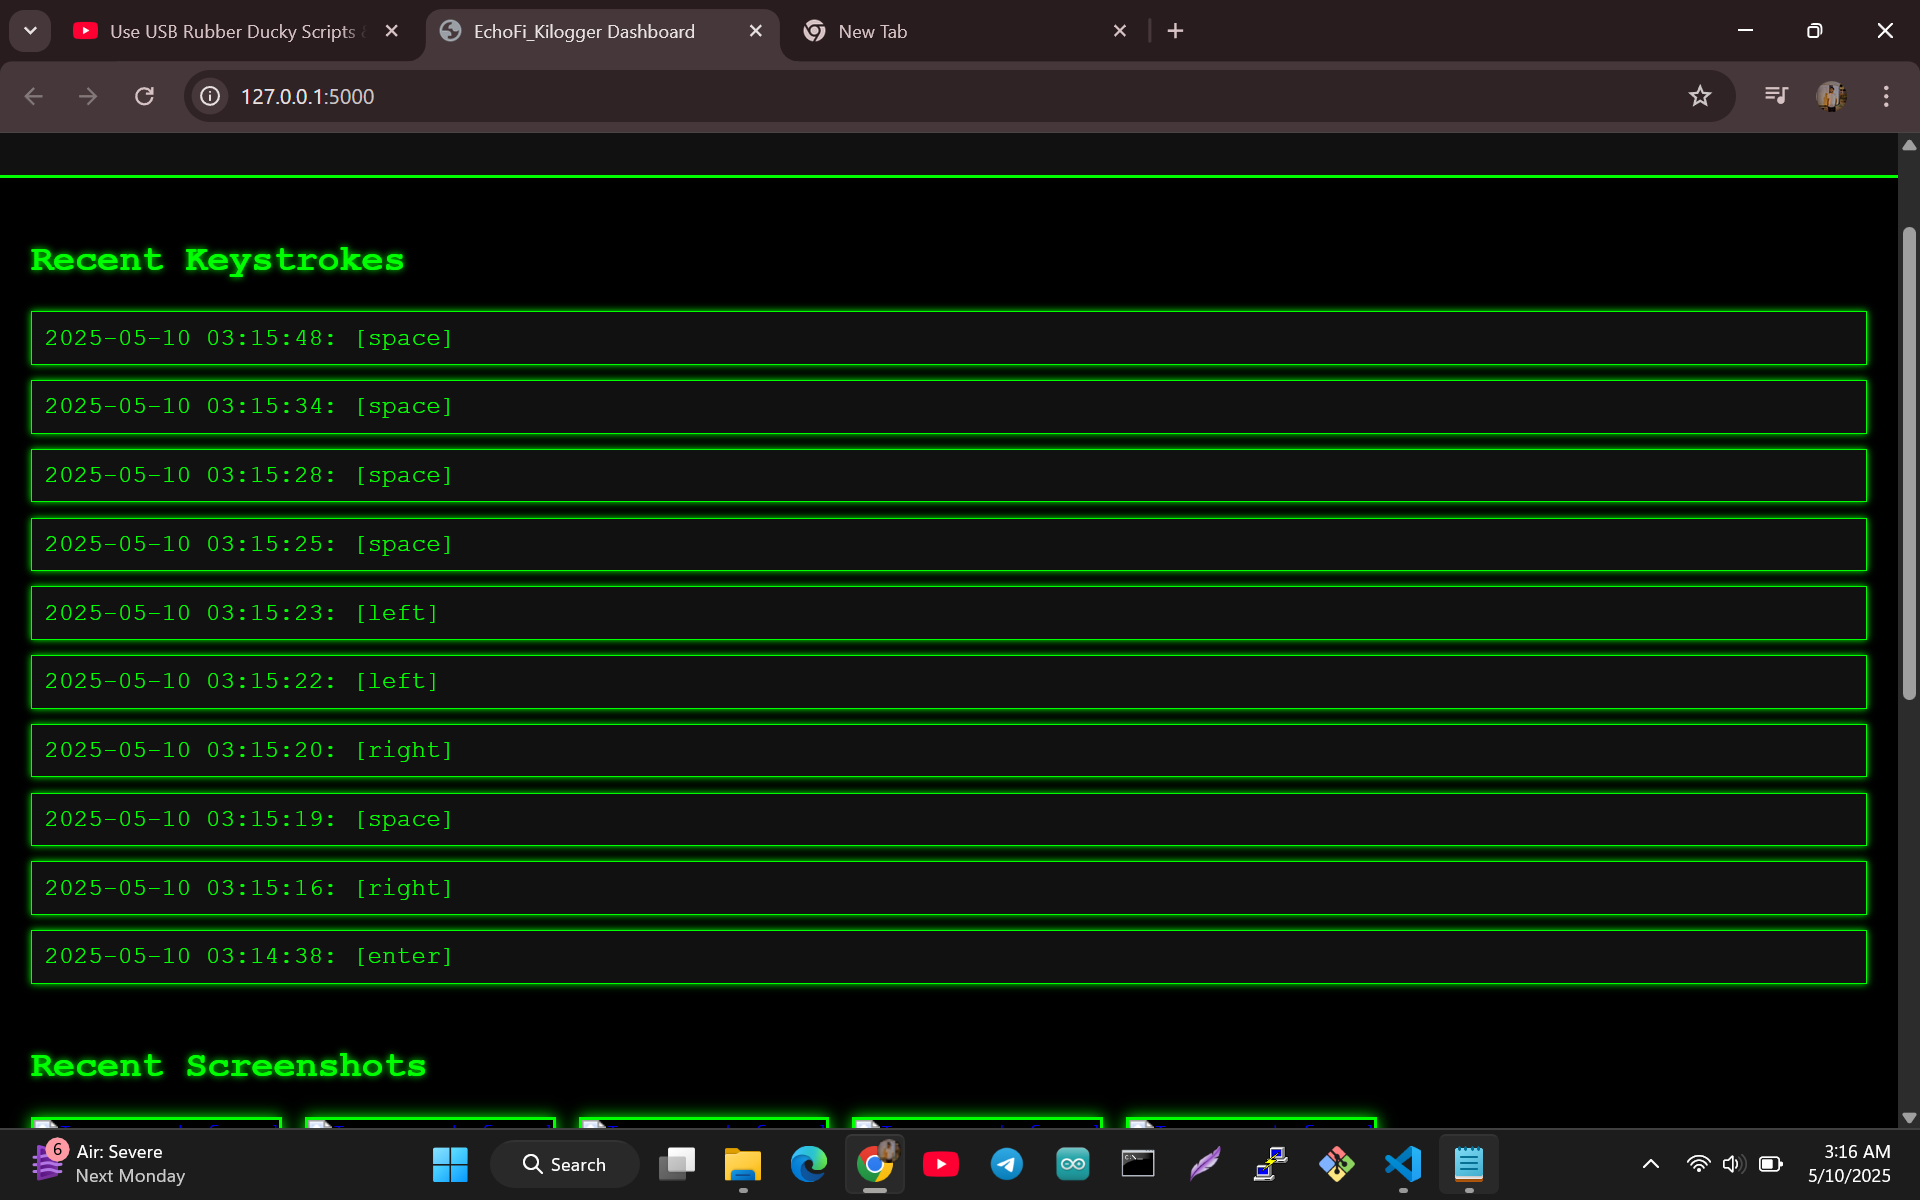 Use USB Rubber Ducky Scripts
EchoFi_Kilogger Dashboard
New Tab
127.0.0.1:5000
Recent Keystrokes
2025-05-10 03:15:48: [space]
2025-05-10 03:15:34: [space]
2025-05-10 03:15:28: [space]
2025-05-10 03:15:25: [space]
2025-05-10 03:15:23: [left]
2025-05-10 03:15:22: [left]
2025-05-10 03:15:20: [right]
2025-05-10 03:15:19: [space]
2025-05-10 03:15:16: [right]
2025-05-10 03:14:38: [enter]
Recent Screenshots
6
Air: Severe
Next Monday
Search
3:16 AM
5/10/2025